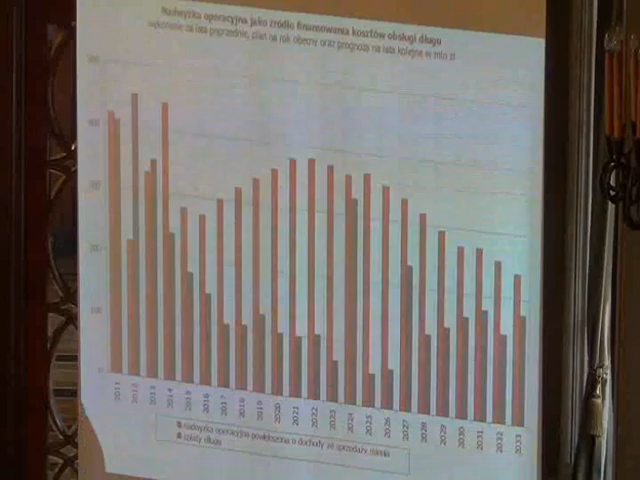 Nadwyżka operacyjna jako źródło finansowania kosztów obsługi długu
wykonanie za lata poprzednie, plan na rok obecny oraz prognoza na lata kolejne w mln zł
2011 2012 2013 2014 2015 2016 2017 2018 2019 2020 2021 2022 2023 2024 2025 2026 2027 2028 2029 2030 2031 2032 2033
nadwyżka operacyjna powiększona o dochody ze sprzedaży mienia
spłaty długu